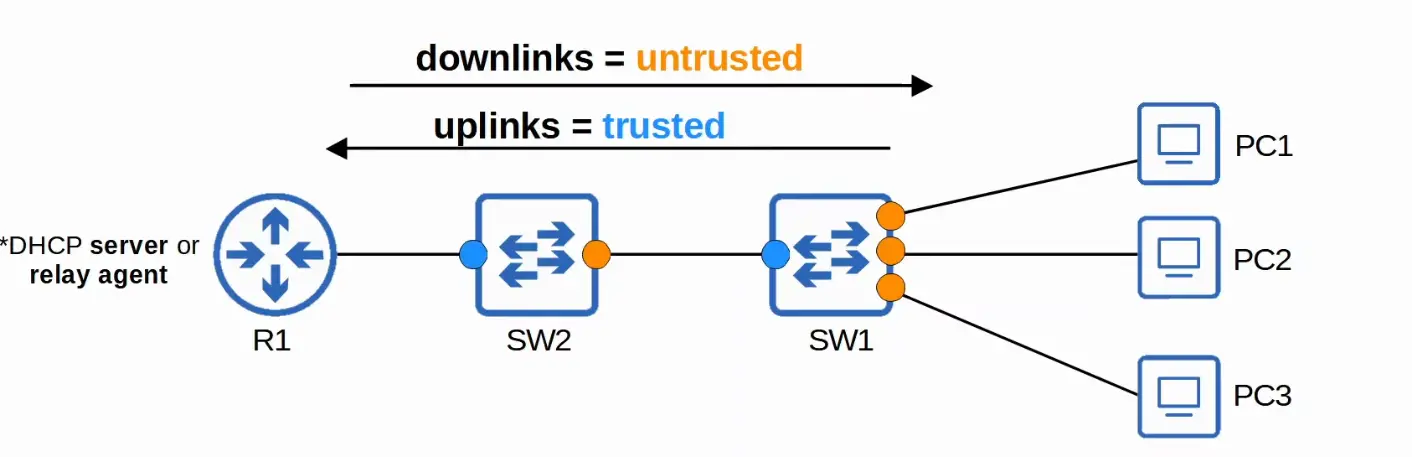 downlinks = untrusted
uplinks = trusted
PC1
*DHCP server or
relay agent
PC2
R1
SW2
SW1
PC3